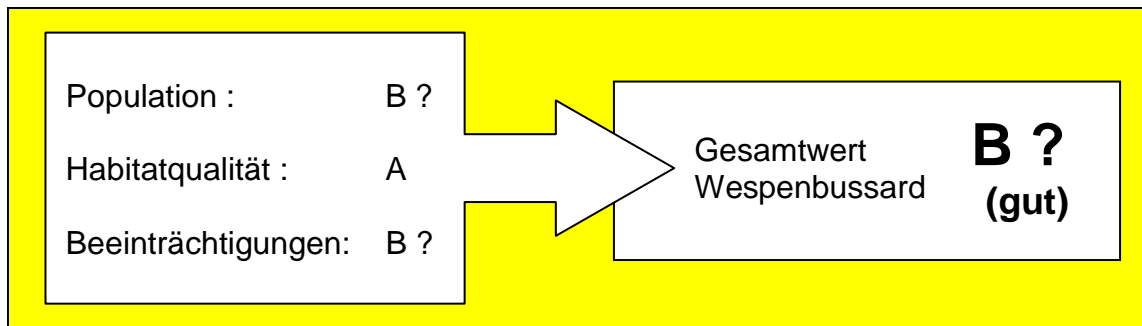 Population : B ?
Habitatqualität : A
Beeinträchtigungen: B ?
Gesamtwert
Wespenbussard
B ?
(gut)